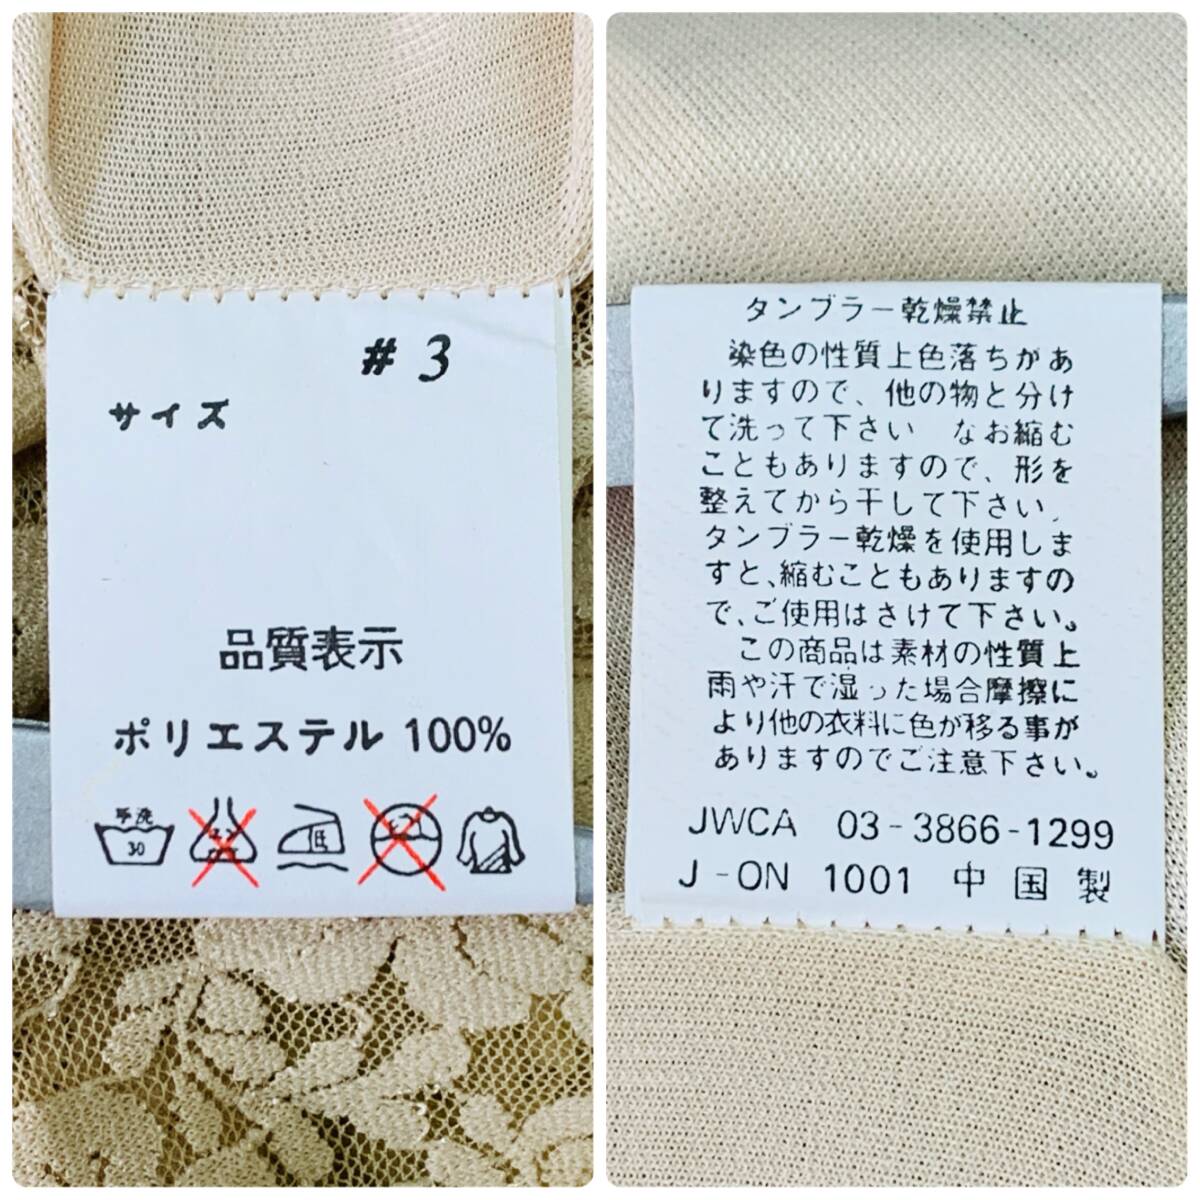 #3
サイズ
品質表示
ポリエステル 100%
手洗
30
エンソ
低
タンブラー乾燥禁止
染色の性質上色落ちがあ
りますので、他の物と分け
て洗って下さい なお縮む
こともありますので、形を
整えてから干して下さい。
タンブラー乾燥を使用しま
すと、縮むこともありますの
で、ご使用はさけて下さい。
この商品は素材の性質上
雨や汗で湿った場合摩擦に
より他の衣料に色が移る事が
ありますのでご注意下さい。
JWCA 03-3866-1299
J-ON 1001 中国製